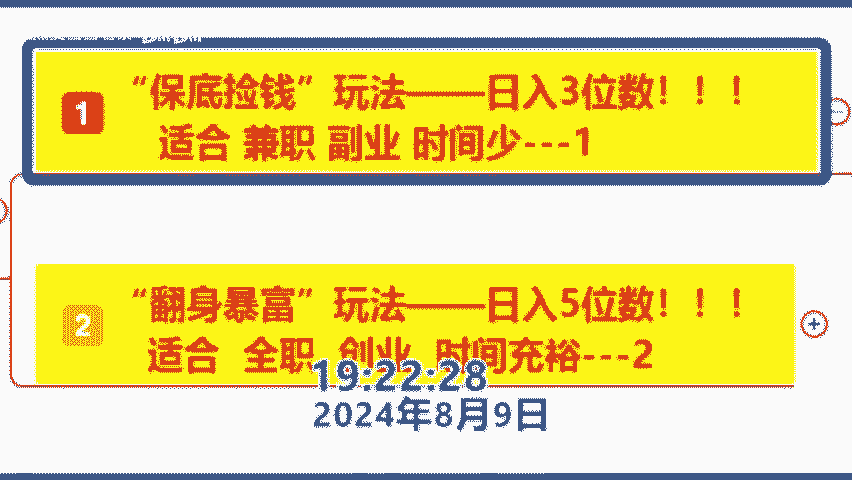 1
“保底捡钱”玩法——日入3位数！！！
适合 兼职 副业 时间少---1
2
“翻身暴富”玩法——日入5位数！！！
适合 全职 创业 时间充裕---2
19:22:28
2024年8月9日